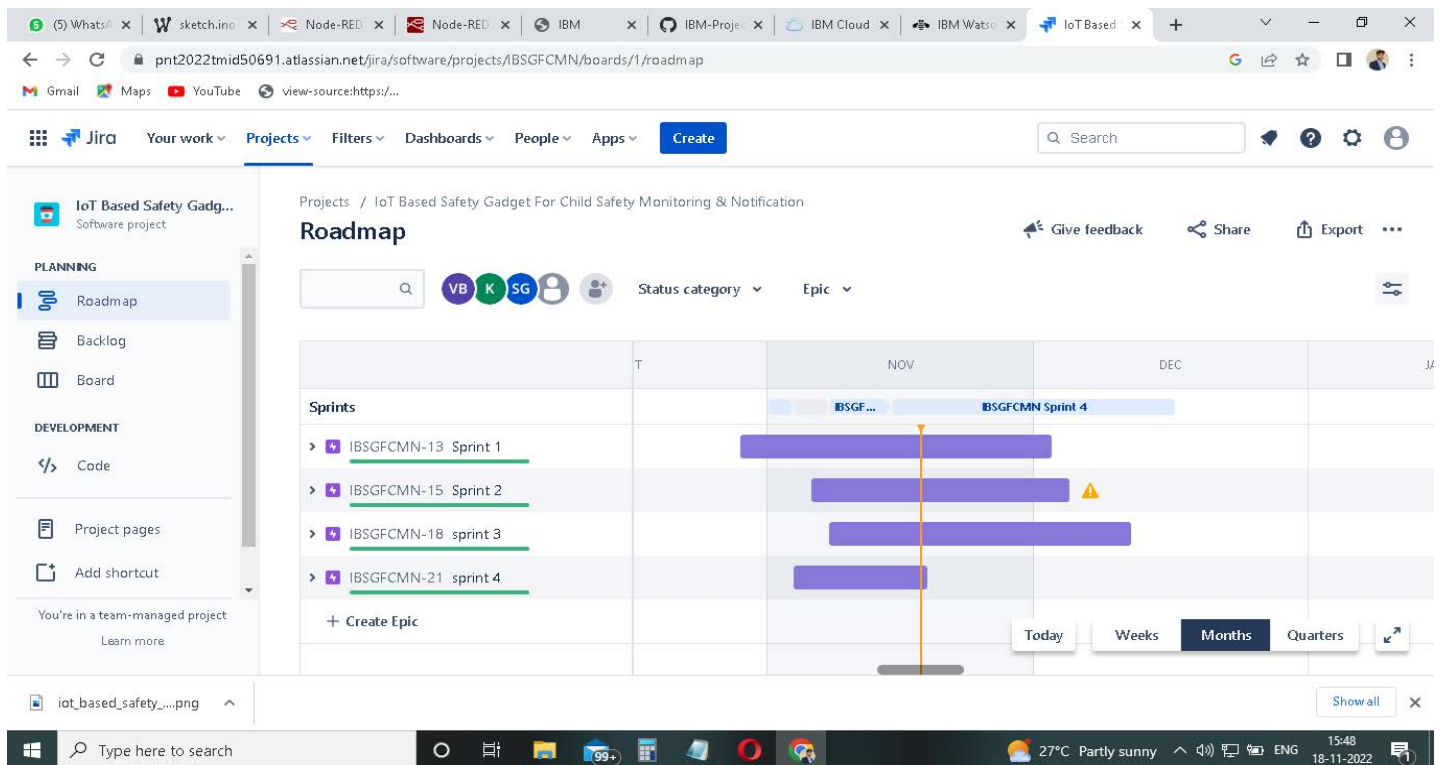 (5) WhatsA
sketch.ino
Node-RED
Node-RED
IBM
IBM-Projec
IBM Cloud
IBM Watso
IoT Based
pnt2022tmid50691.atlassian.net/jira/software/projects/IBSGFCMN/boards/1/roadmap
Gmail
Maps
YouTube
view-source:https:/...
Jira
Your work
Projects
Filters
Dashboards
People
Apps
Create
Search
IoT Based Safety Gadg...
Software project
PLANNING
Roadmap
Backlog
Board
DEVELOPMENT
Code
Project pages
Add shortcut
You're in a team-managed project
Learn more
Projects / IoT Based Safety Gadget For Child Safety Monitoring & Notification
Roadmap
Give feedback
Share
Export
VB
K
SG
Status category
Epic
T
NOV
DEC
JA
Sprints
IBSGF...
IBSGFCMN Sprint 4
IBSGFCMN-13 Sprint 1
IBSGFCMN-15 Sprint 2
IBSGFCMN-18 sprint 3
IBSGFCMN-21 sprint 4
+ Create Epic
Today
Weeks
Months
Quarters
iot_based_safety_....png
Show all
Type here to search
99+
27°C Partly sunny
ENG
15:48
18-11-2022
1